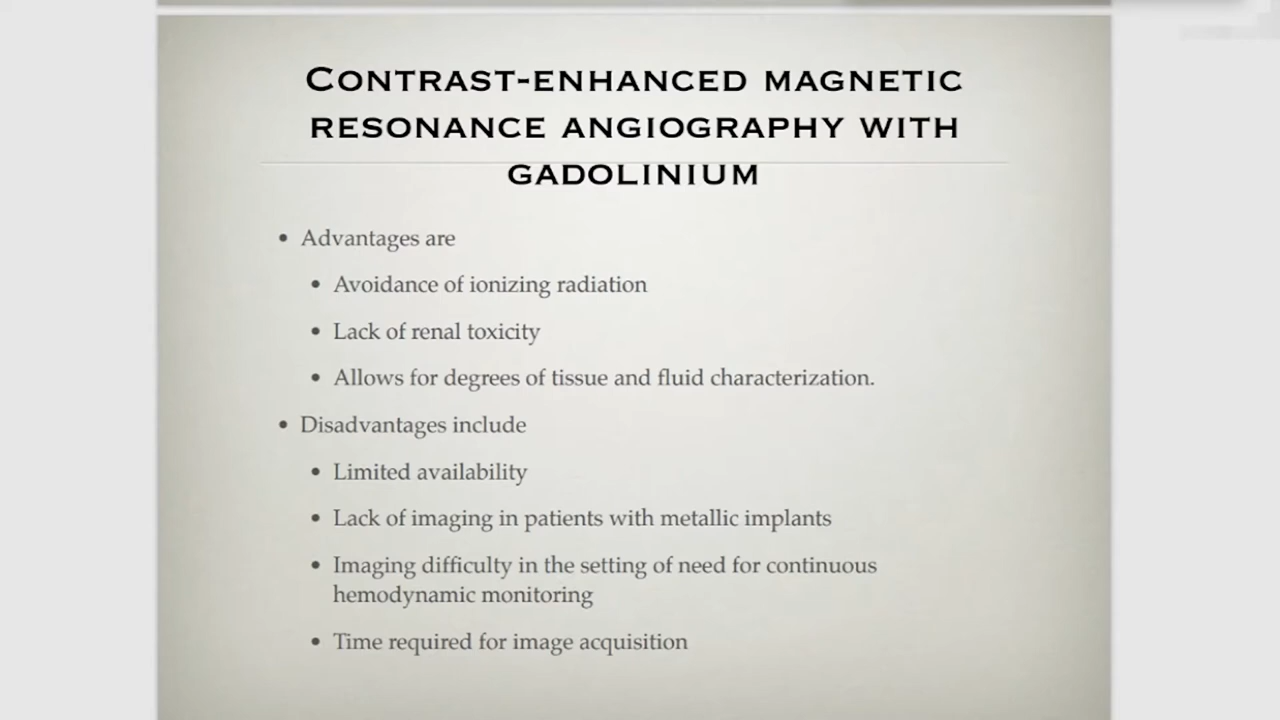 CONTRAST-ENHANCED MAGNETIC
RESONANCE ANGIOGRAPHY WITH
GADOLINIUM
• Advantages are
• Avoidance of ionizing radiation
• Lack of renal toxicity
• Allows for degrees of tissue and fluid characterization.
• Disadvantages include
• Limited availability
• Lack of imaging in patients with metallic implants
• Imaging difficulty in the setting of need for continuous
hemodynamic monitoring
• Time required for image acquisition